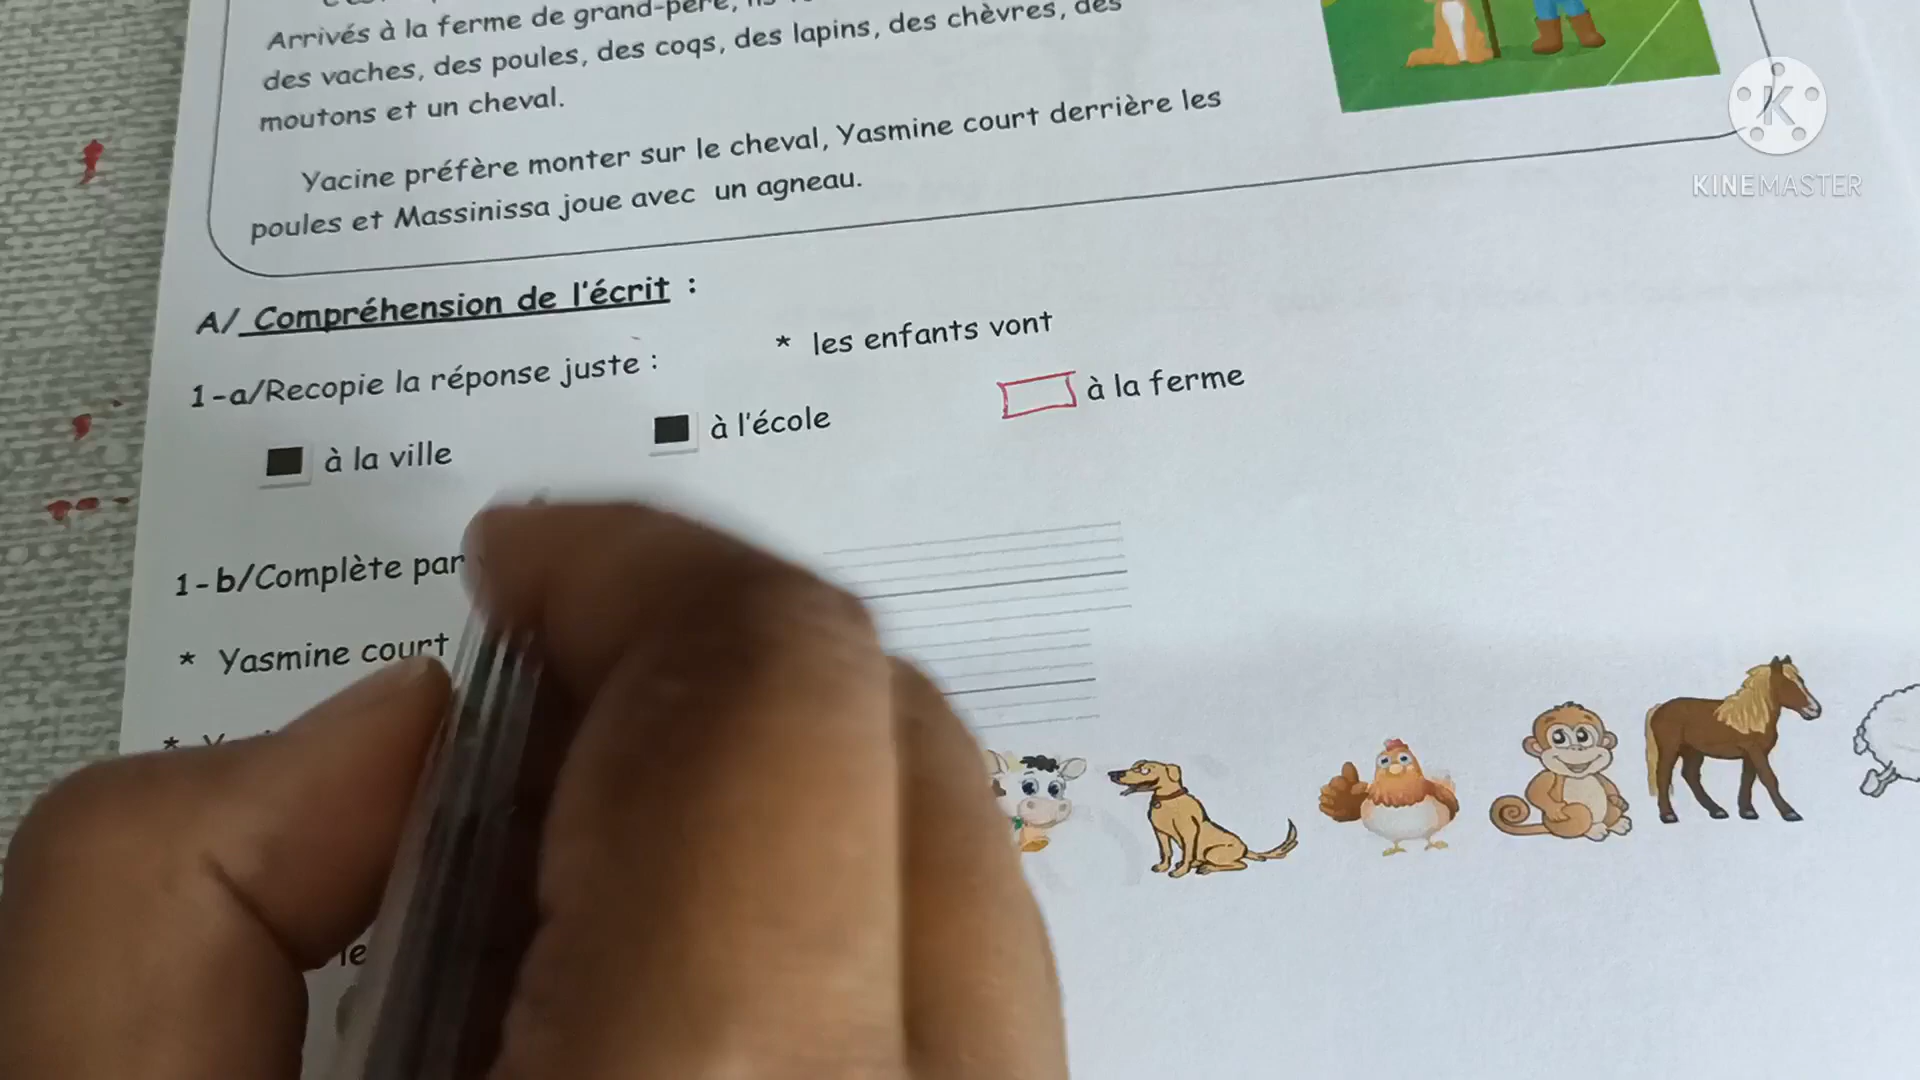 Arrivés à la ferme de grand-père,
des vaches, des poules, des coqs, des lapins, des chèvres, des
moutons et un cheval.
Yacine préfère monter sur le cheval, Yasmine court derrière les
poules et Massinissa joue avec un agneau.
A/ Compréhension de l'écrit :
1-a/Recopie la réponse juste : * les enfants vont
à la ville à l'école à la ferme
1-b/Complète par
* Yasmine court
*
le
K
KINEMASTER